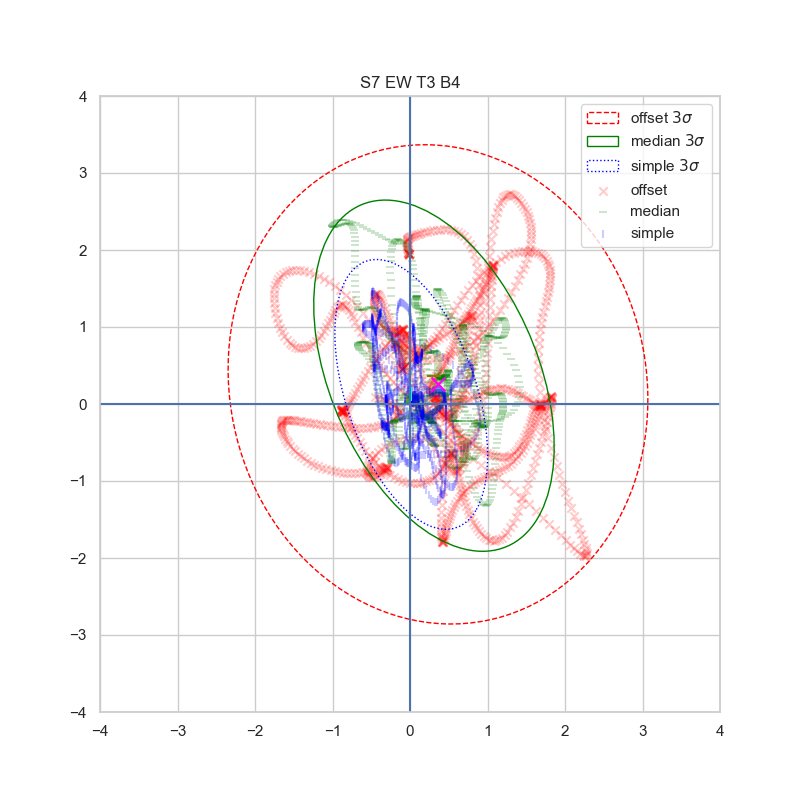 S7 EW T3 B4
offset 3σ
median 3σ
simple 3σ
offset
median
simple
4
3
2
1
0
−1
−2
−3
−4
−4 −3 −2 −1 0 1 2 3 4